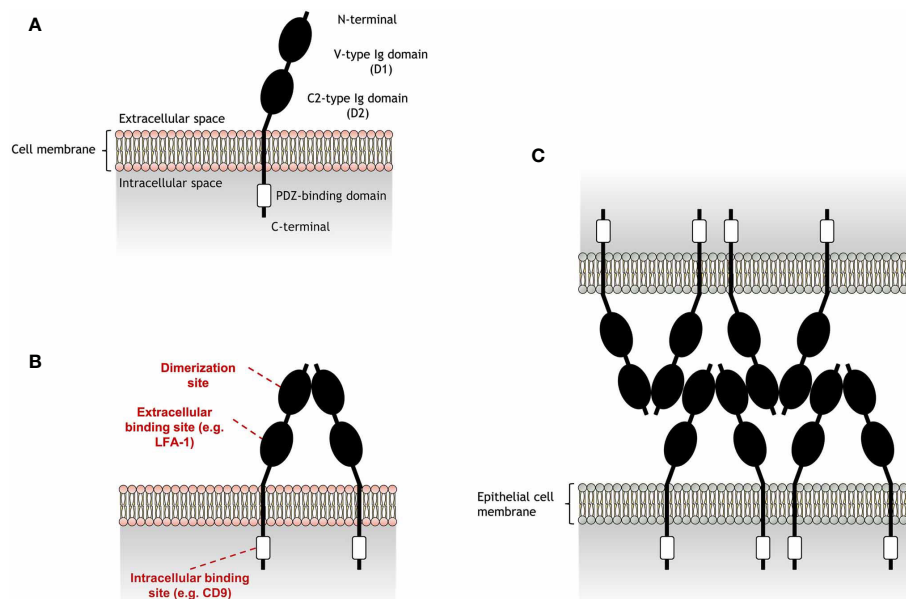 A
N-terminal
V-type Ig domain
(D1)
C2-type Ig domain
(D2)
Extracellular space
Cell membrane
Intracellular space
PDZ-binding domain
C-terminal
B
Dimerization
site
Extracellular
binding site (e.g.
LFA-1)
Intracellular binding
site (e.g. CD9)
C
Epithelial cell
membrane